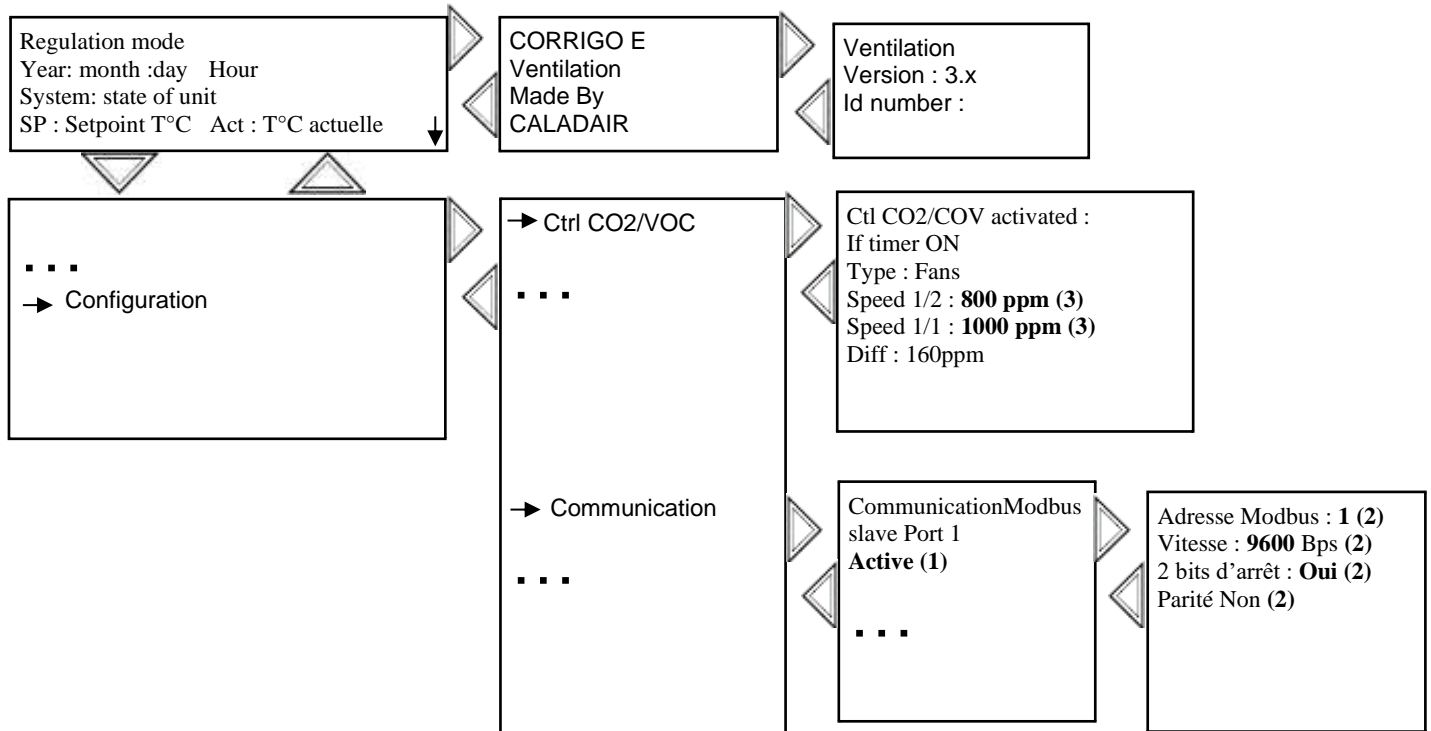 Regulation mode
Year: month :day Hour
System: state of unit
SP : Setpoint T°C Act : T°C actuelle
CORRIGO E
Ventilation
Made By
CALADAIR
Ventilation
Version : 3.x
Id number :
. . .
Configuration
Ctrl CO2/VOC
. . .
Ctl CO2/COV activated :
If timer ON
Type : Fans
Speed 1/2 : 800 ppm (3)
Speed 1/1 : 1000 ppm (3)
Diff : 160ppm
Communication
. . .
CommunicationModbus
slave Port 1
Active (1)
. . .
Adresse Modbus : 1 (2)
Vitesse : 9600 Bps (2)
2 bits d’arrêt : Oui (2)
Parité Non (2)